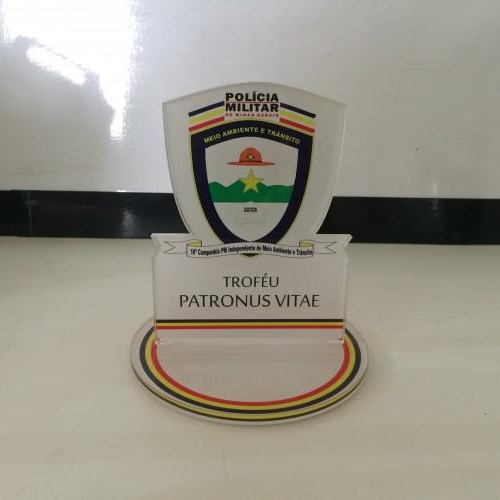 POLÍCIA
MILITAR
DE MINAS GERAIS
MEIO AMBIENTE E TRÂNSITO
10ª Companhia PM Independente de Meio Ambiente e Trânsito
TROFÉU
PATRONUS VITAE